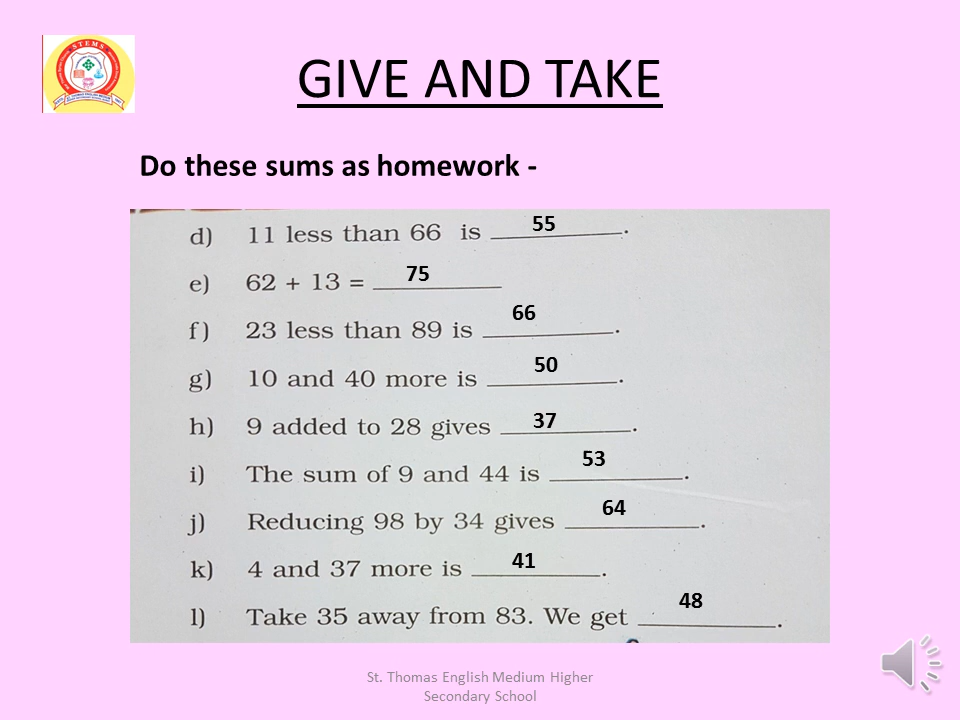 STEMS
GIVE AND TAKE
Do these sums as homework -
d) 11 less than 66 is 55.
e) 62 + 13 = 75
f) 23 less than 89 is 66.
g) 10 and 40 more is 50.
h) 9 added to 28 gives 37.
i) The sum of 9 and 44 is 53.
j) Reducing 98 by 34 gives 64.
k) 4 and 37 more is 41.
l) Take 35 away from 83. We get 48.
St. Thomas English Medium Higher
Secondary School